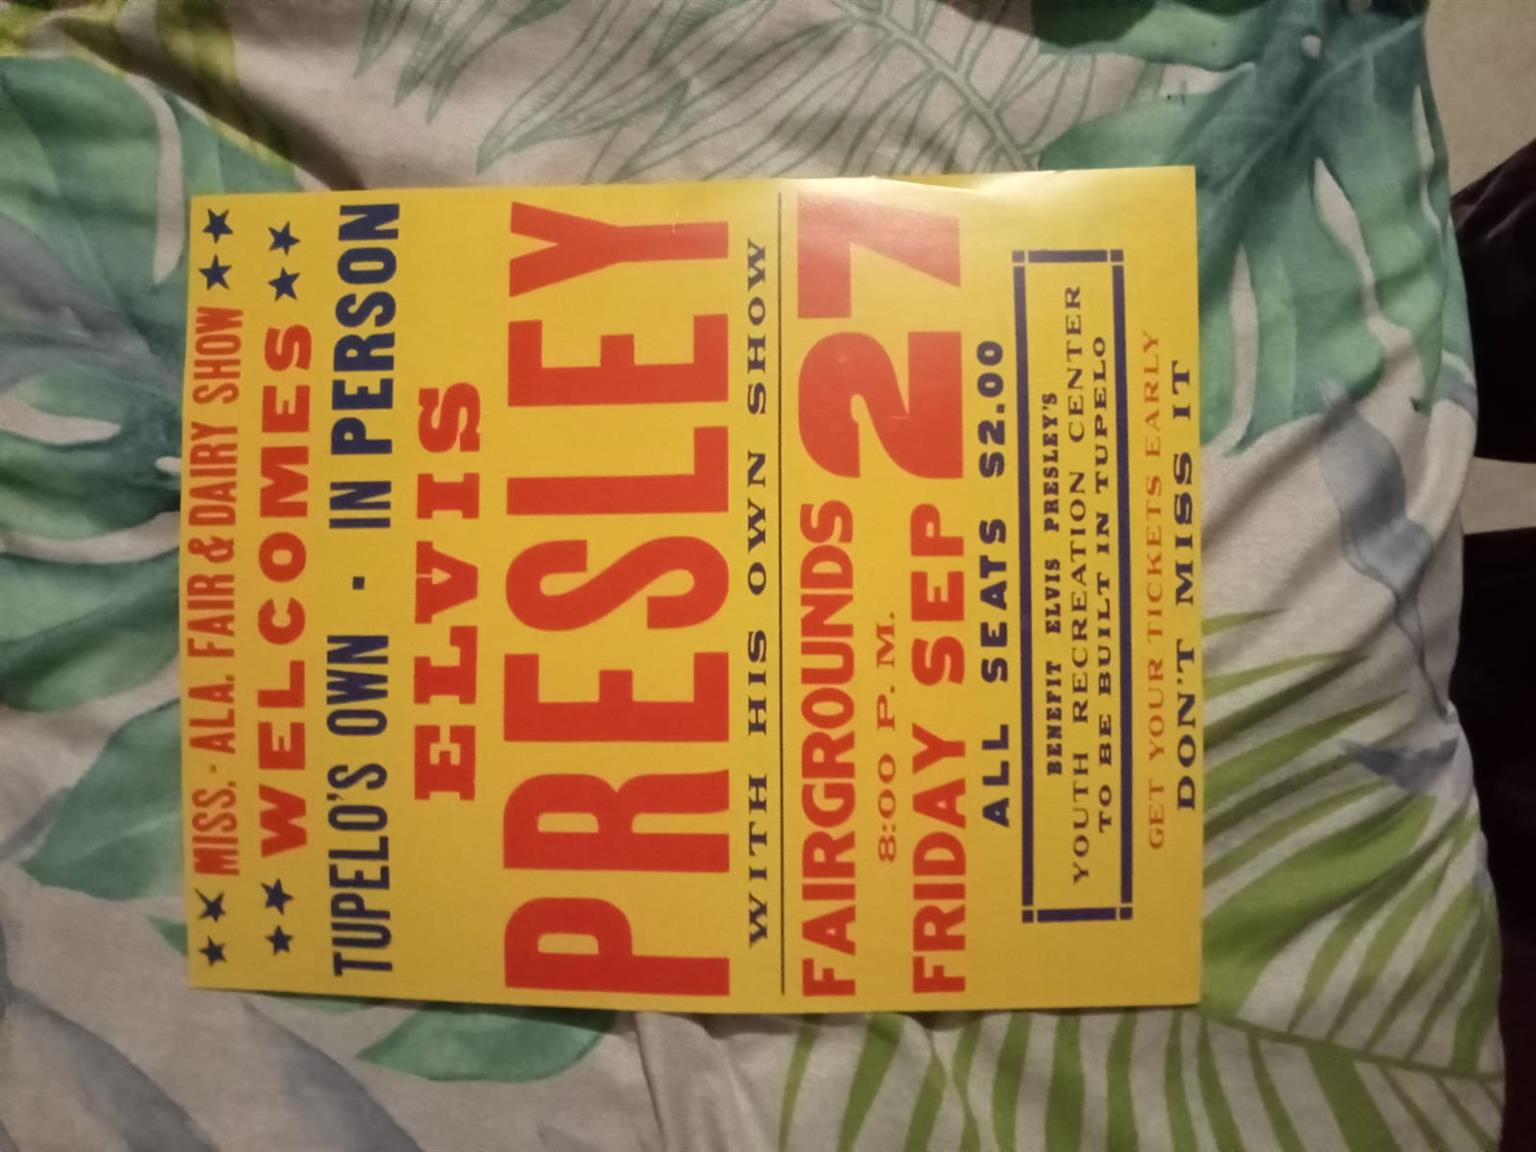 MISS. - ALA. FAIR & DAIRY SHOW
WELCOMES
TUPELO'S OWN - IN PERSON
ELVIS
PRESLEY
WITH HIS OWN SHOW
FAIRGROUNDS
8:00 P. M.
FRIDAY SEP 27
ALL SEATS $2.00
BENEFIT ELVIS PRESLEY'S
YOUTH RECREATION CENTER
TO BE BUILT IN TUPELO
GET YOUR TICKETS EARLY
DON'T MISS IT